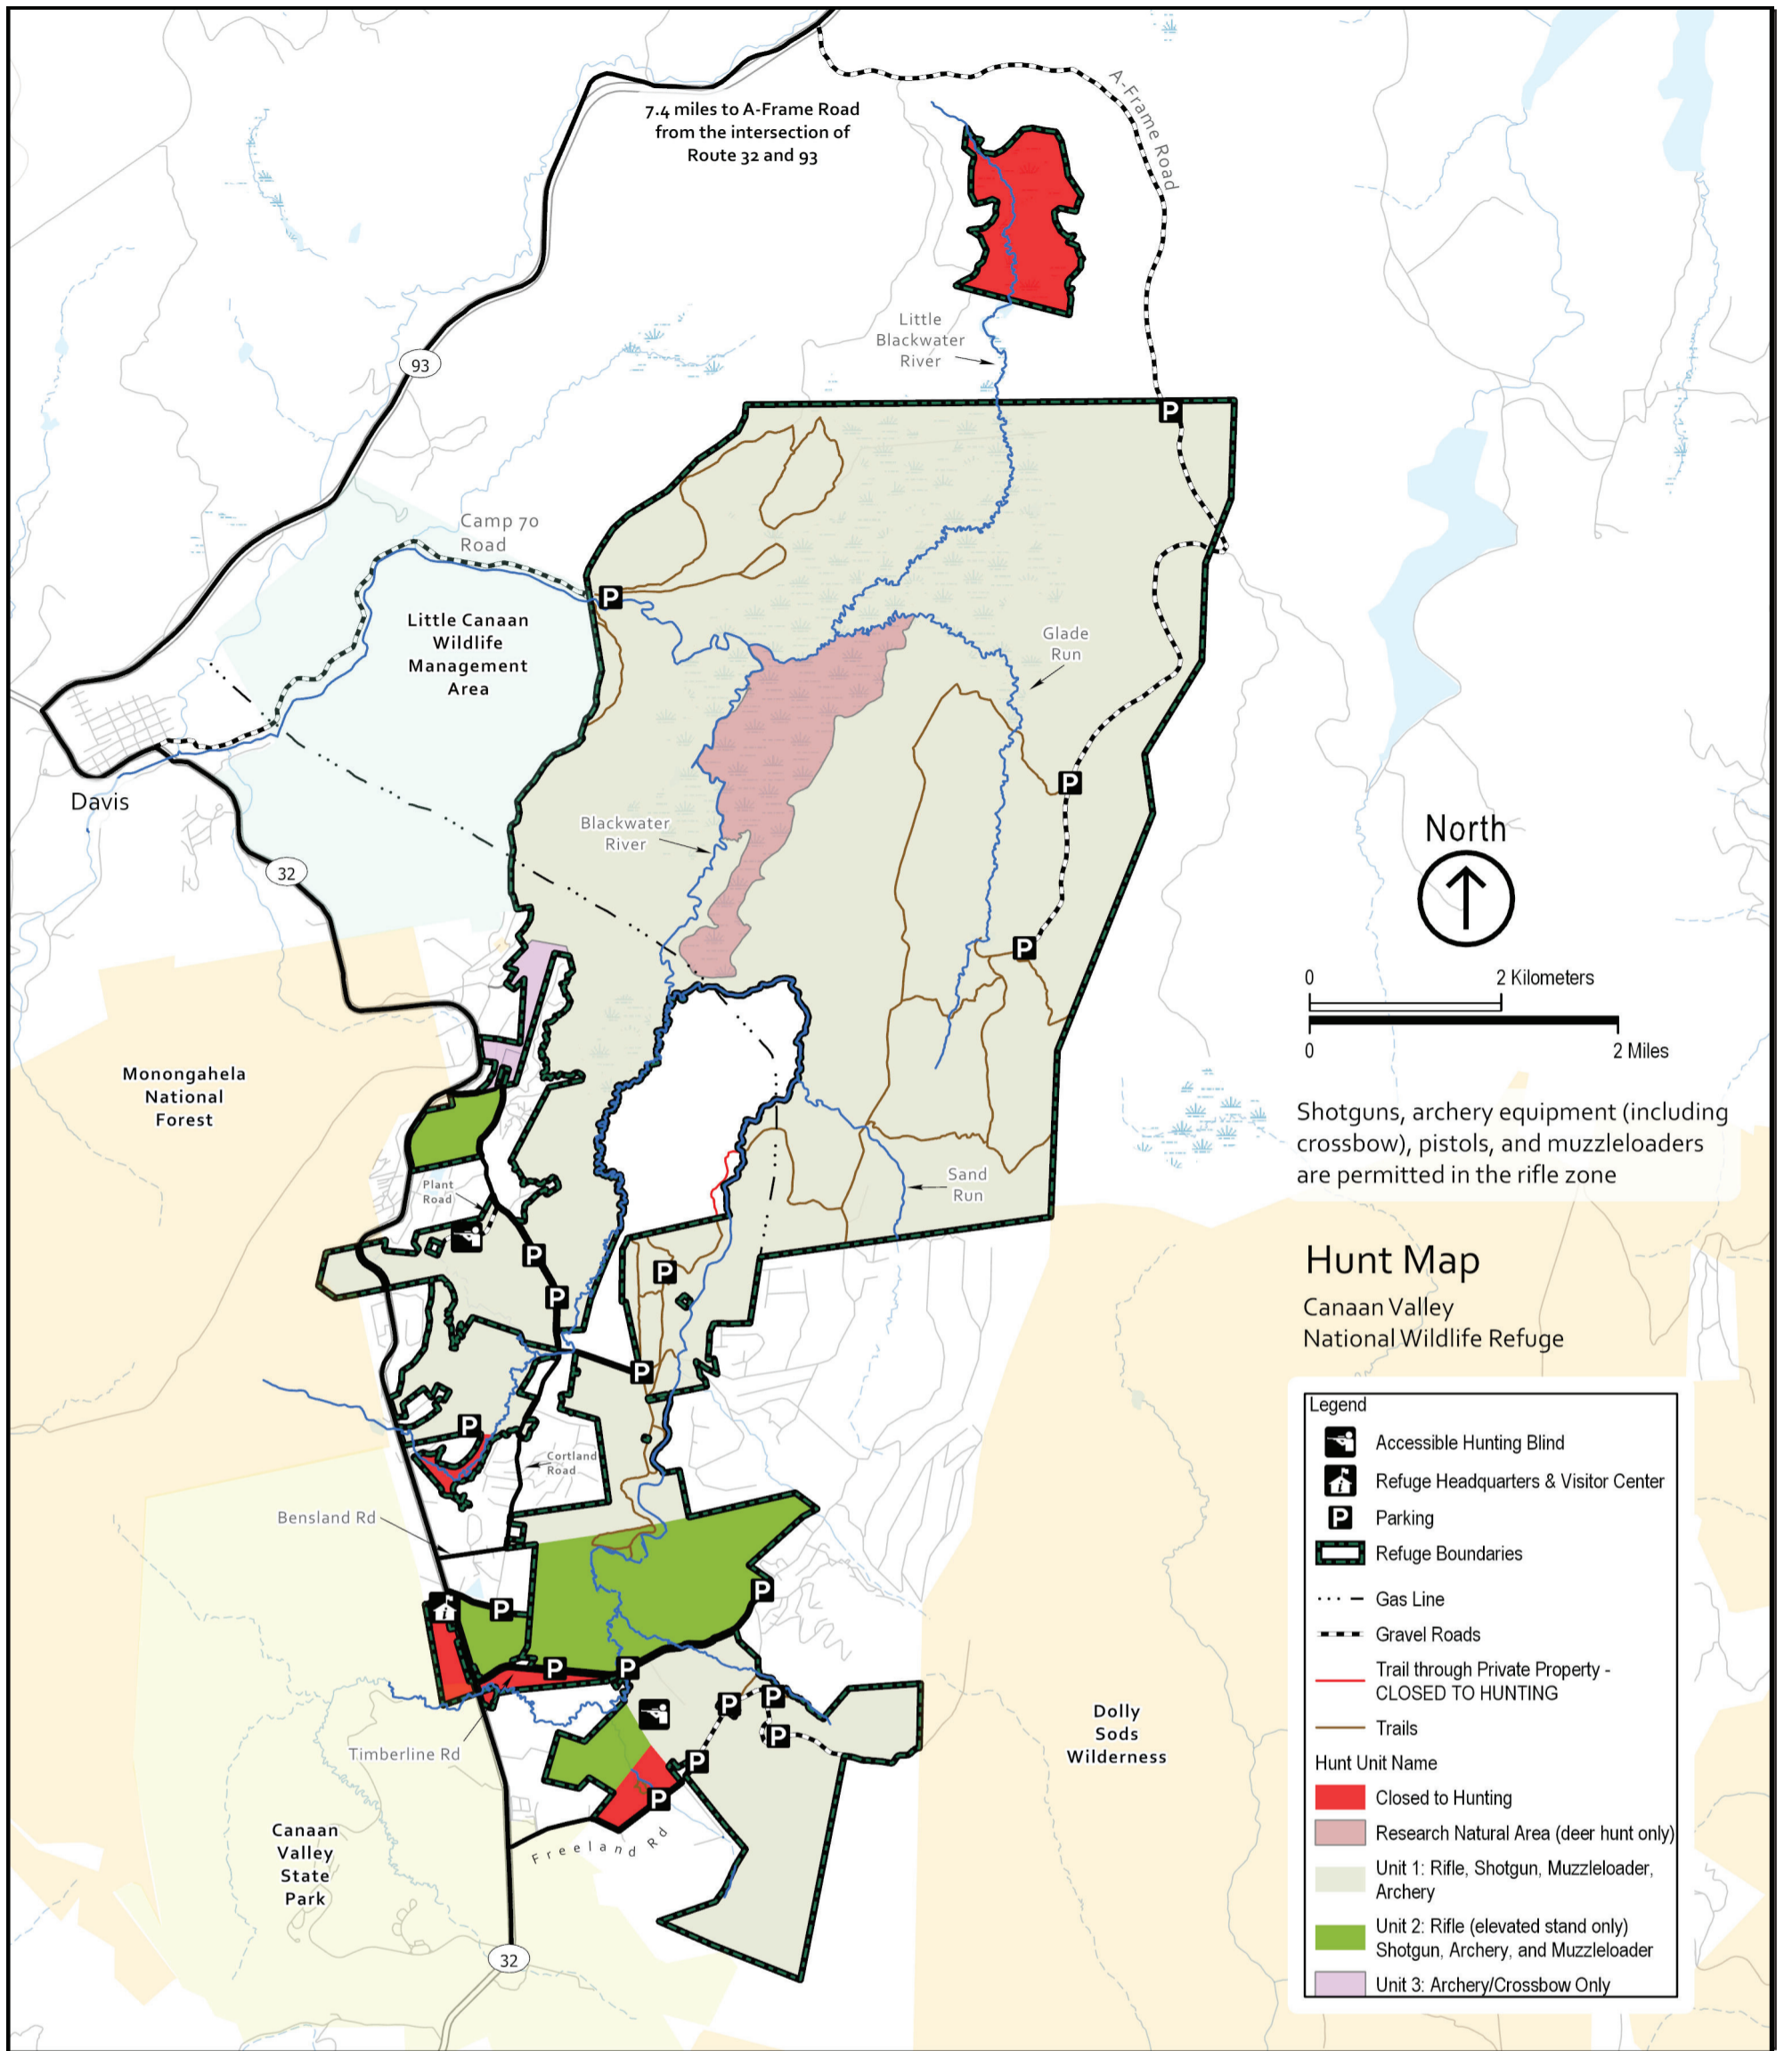 7.4 miles to A-Frame Road
from the intersection of
Route 32 and 93
A-Frame Road
Little
Blackwater
River
93
P
Camp 70
Road
P
Little Canaan
Wildlife
Management
Area
Glade
Run
P
Davis
Blackwater
River
North
32
P
0
2 Kilometers
0
2 Miles
Monongahela
National
Forest
Shotguns, archery equipment (including
crossbow), pistols, and muzzleloaders
are permitted in the rifle zone
Plant
Road
Sand
Run
P
P
P
Hunt Map
Canaan Valley
National Wildlife Refuge
P
P
Cortland
Road
Bensland Rd
P
P
P
P
P
P
P
P
P
Timberline Rd
Freeland Rd
Dolly
Sods
Wilderness
Canaan
Valley
State
Park
32
Legend
Accessible Hunting Blind
Refuge Headquarters & Visitor Center
P Parking
Refuge Boundaries
Gas Line
Gravel Roads
Trail through Private Property -
CLOSED TO HUNTING
Trails
Hunt Unit Name
Closed to Hunting
Research Natural Area (deer hunt only)
Unit 1: Rifle, Shotgun, Muzzleloader,
Archery
Unit 2: Rifle (elevated stand only)
Shotgun, Archery, and Muzzleloader
Unit 3: Archery/Crossbow Only